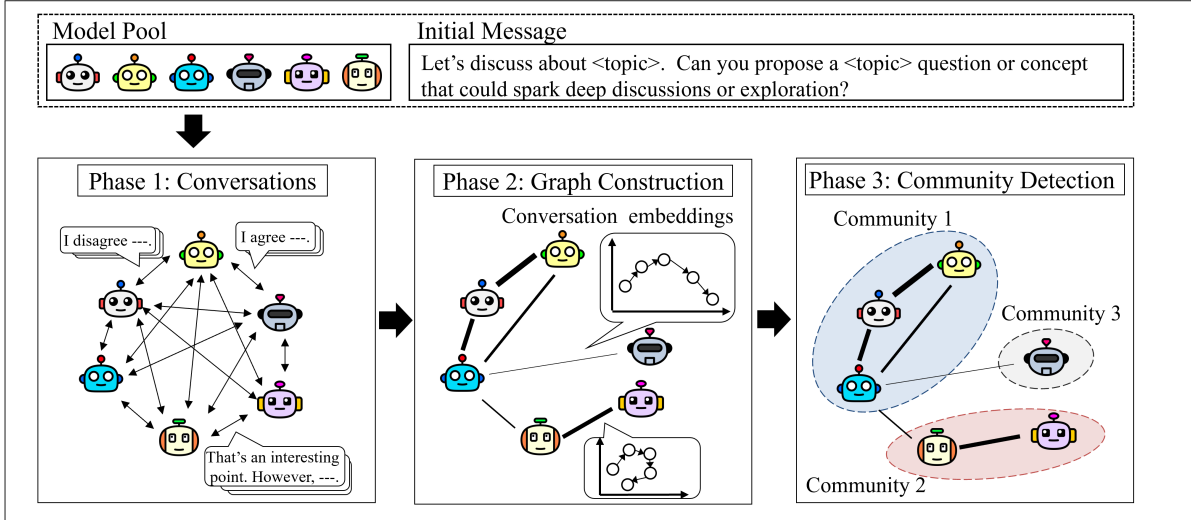 Model Pool
Initial Message
Let's discuss about <topic>. Can you propose a <topic> question or concept
that could spark deep discussions or exploration?
Phase 1: Conversations
I disagree ---.
I agree ---.
That's an interesting
point. However, ---.
Phase 2: Graph Construction
Conversation embeddings
Phase 3: Community Detection
Community 1
Community 3
Community 2